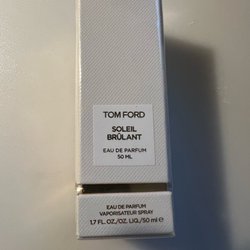 TOM FORD
SOLEIL
BRÛLANT
EAU DE PARFUM
50 ML
EAU DE PARFUM
VAPORISATEUR SPRAY
1.7 FL.OZ./OZ. LIQ./50 ml ℮